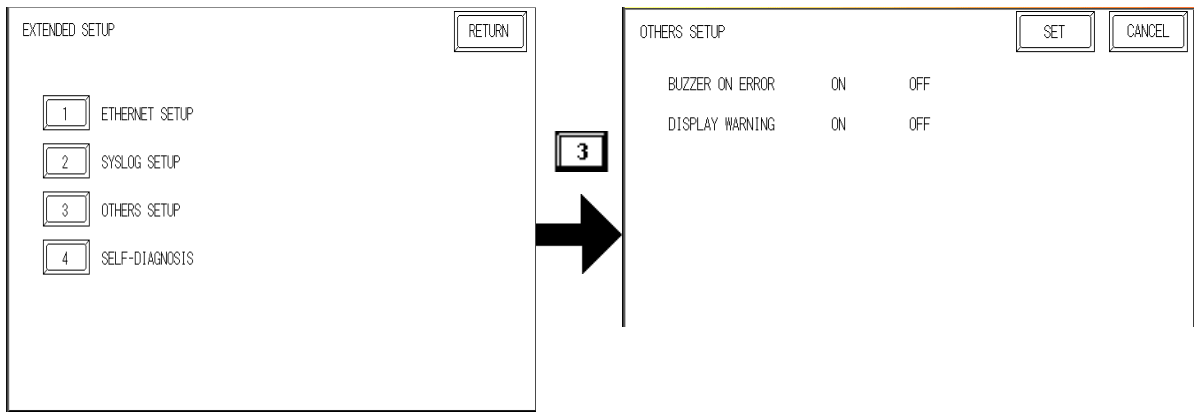 EXTENDED SETUP
RETURN
1 ETHERNET SETUP
2 SYSLOG SETUP
3 OTHERS SETUP
4 SELF-DIAGNOSIS
3
OTHERS SETUP
SET
CANCEL
BUZZER ON ERROR ON OFF
DISPLAY WARNING ON OFF